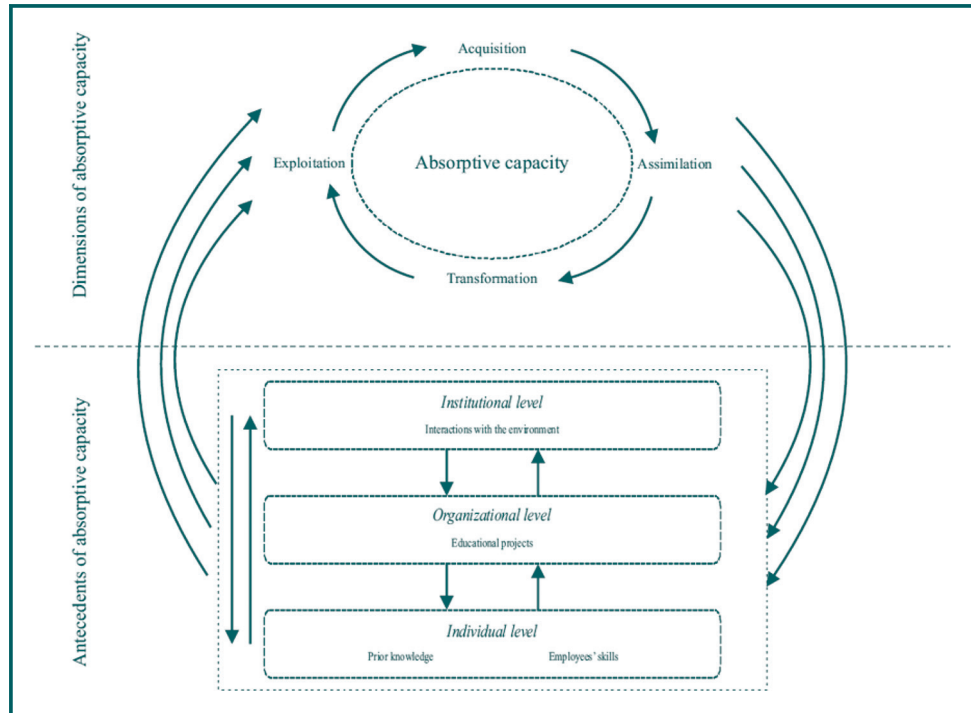 Dimensions of absorptive capacity
Acquisition
Exploitation
Absorptive capacity
Assimilation
Transformation
Antecedents of absorptive capacity
Institutional level
Interactions with the environment
Organizational level
Educational projects
Individual level
Prior knowledge
Employees' skills